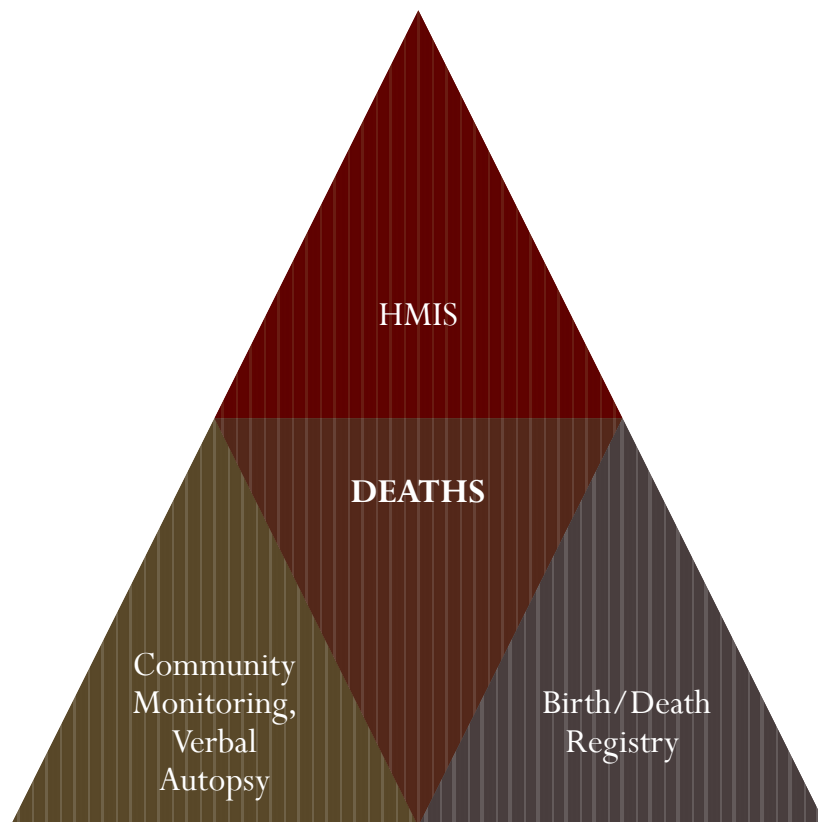 HMIS
DEATHS
Community
Monitoring,
Verbal
Autopsy
Birth/Death
Registry